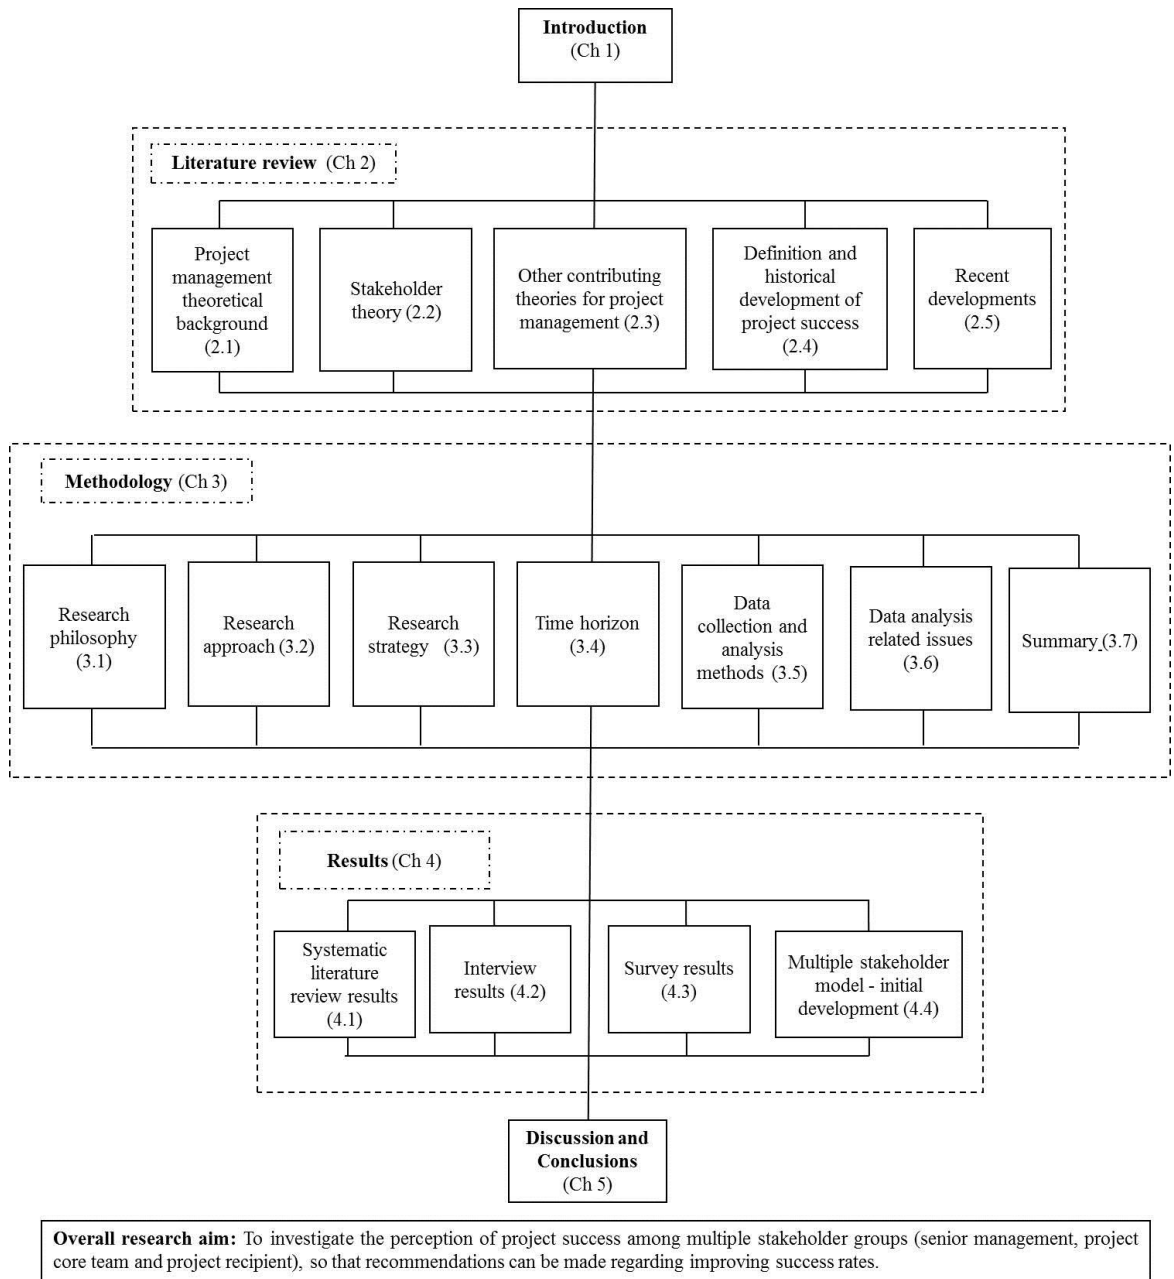 Introduction
(Ch 1)
Literature review (Ch 2)
Project
management
theoretical
background
(2.1)
Stakeholder
theory (2.2)
Other contributing
theories for project
management (2.3)
Definition and
historical
development of
project success
(2.4)
Recent
developments
(2.5)
Methodology (Ch 3)
Research
philosophy
(3.1)
Research
approach (3.2)
Research
strategy (3.3)
Time horizon
(3.4)
Data
collection and
analysis
methods (3.5)
Data analysis
related issues
(3.6)
Summary (3.7)
Results (Ch 4)
Systematic
literature
review results
(4.1)
Interview
results (4.2)
Survey results
(4.3)
Multiple stakeholder
model - initial
development (4.4)
Discussion and
Conclusions
(Ch 5)
Overall research aim: To investigate the perception of project success among multiple stakeholder groups (senior management, project
core team and project recipient), so that recommendations can be made regarding improving success rates.